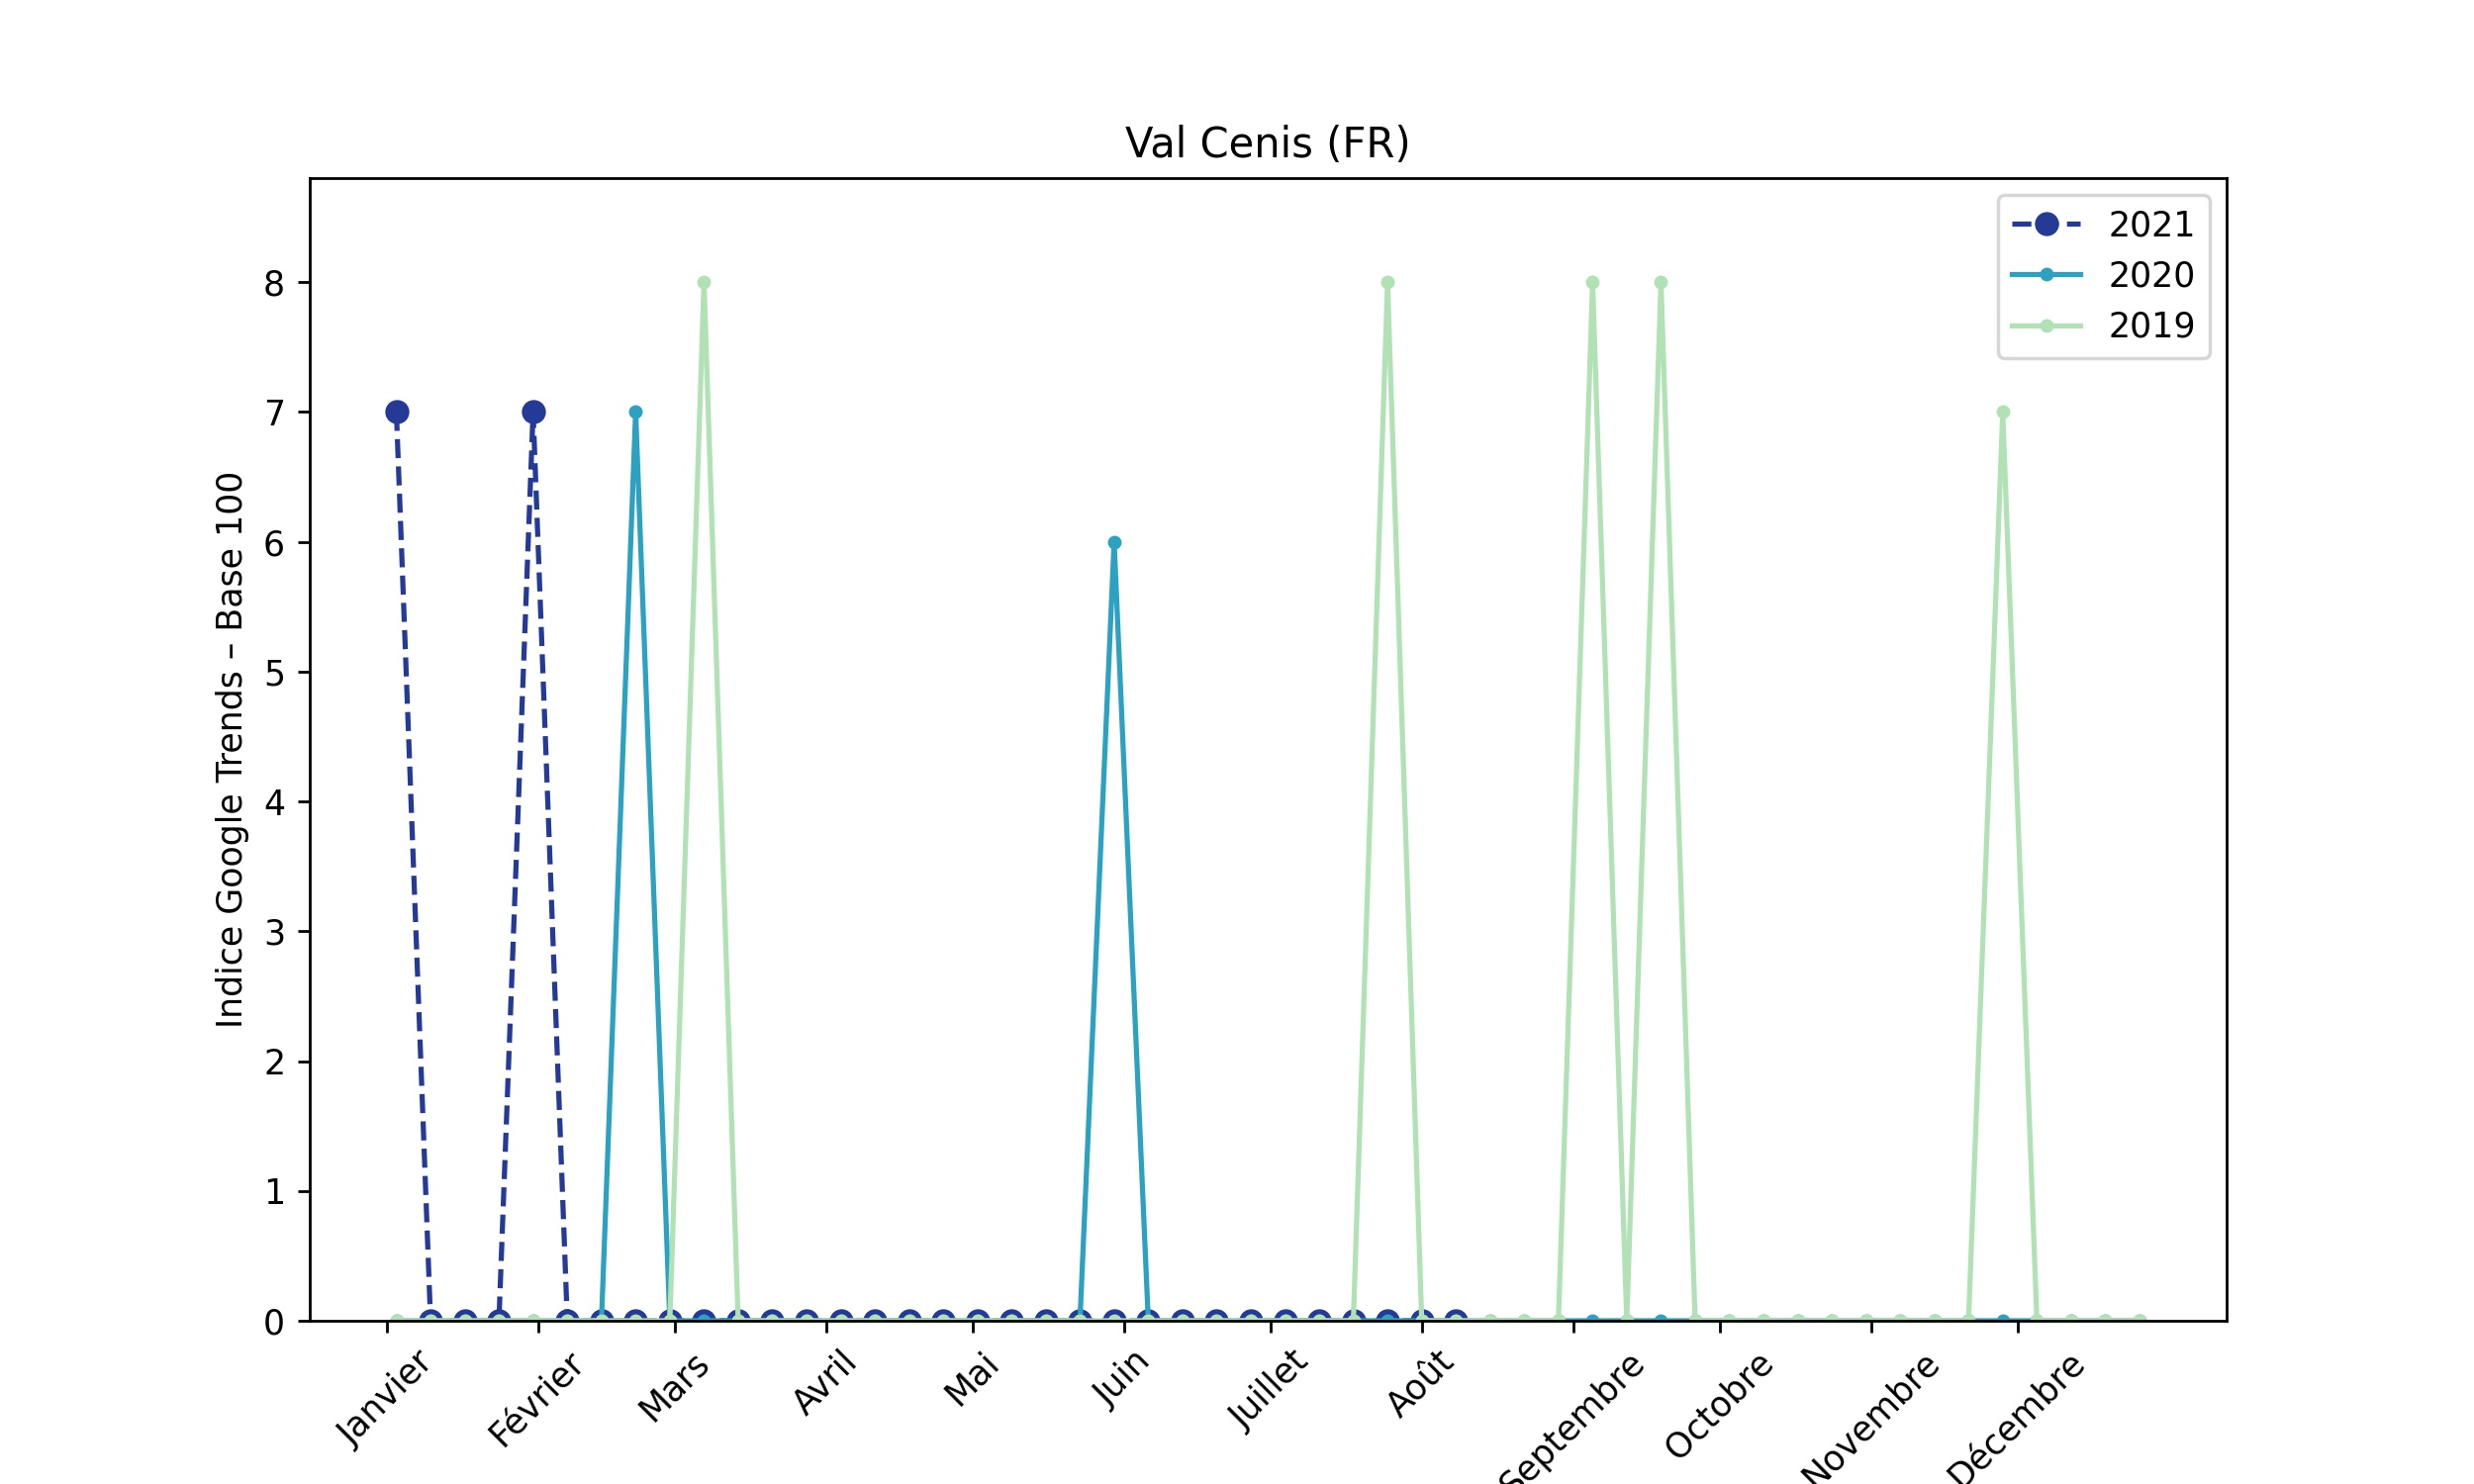 Val Cenis (FR)
2021
2020
2019
Indice Google Trends – Base 100
8
7
6
5
4
3
2
1
0
Janvier
Février
Mars
Avril
Mai
Juin
Juillet
Août
Septembre
Octobre
Novembre
Décembre